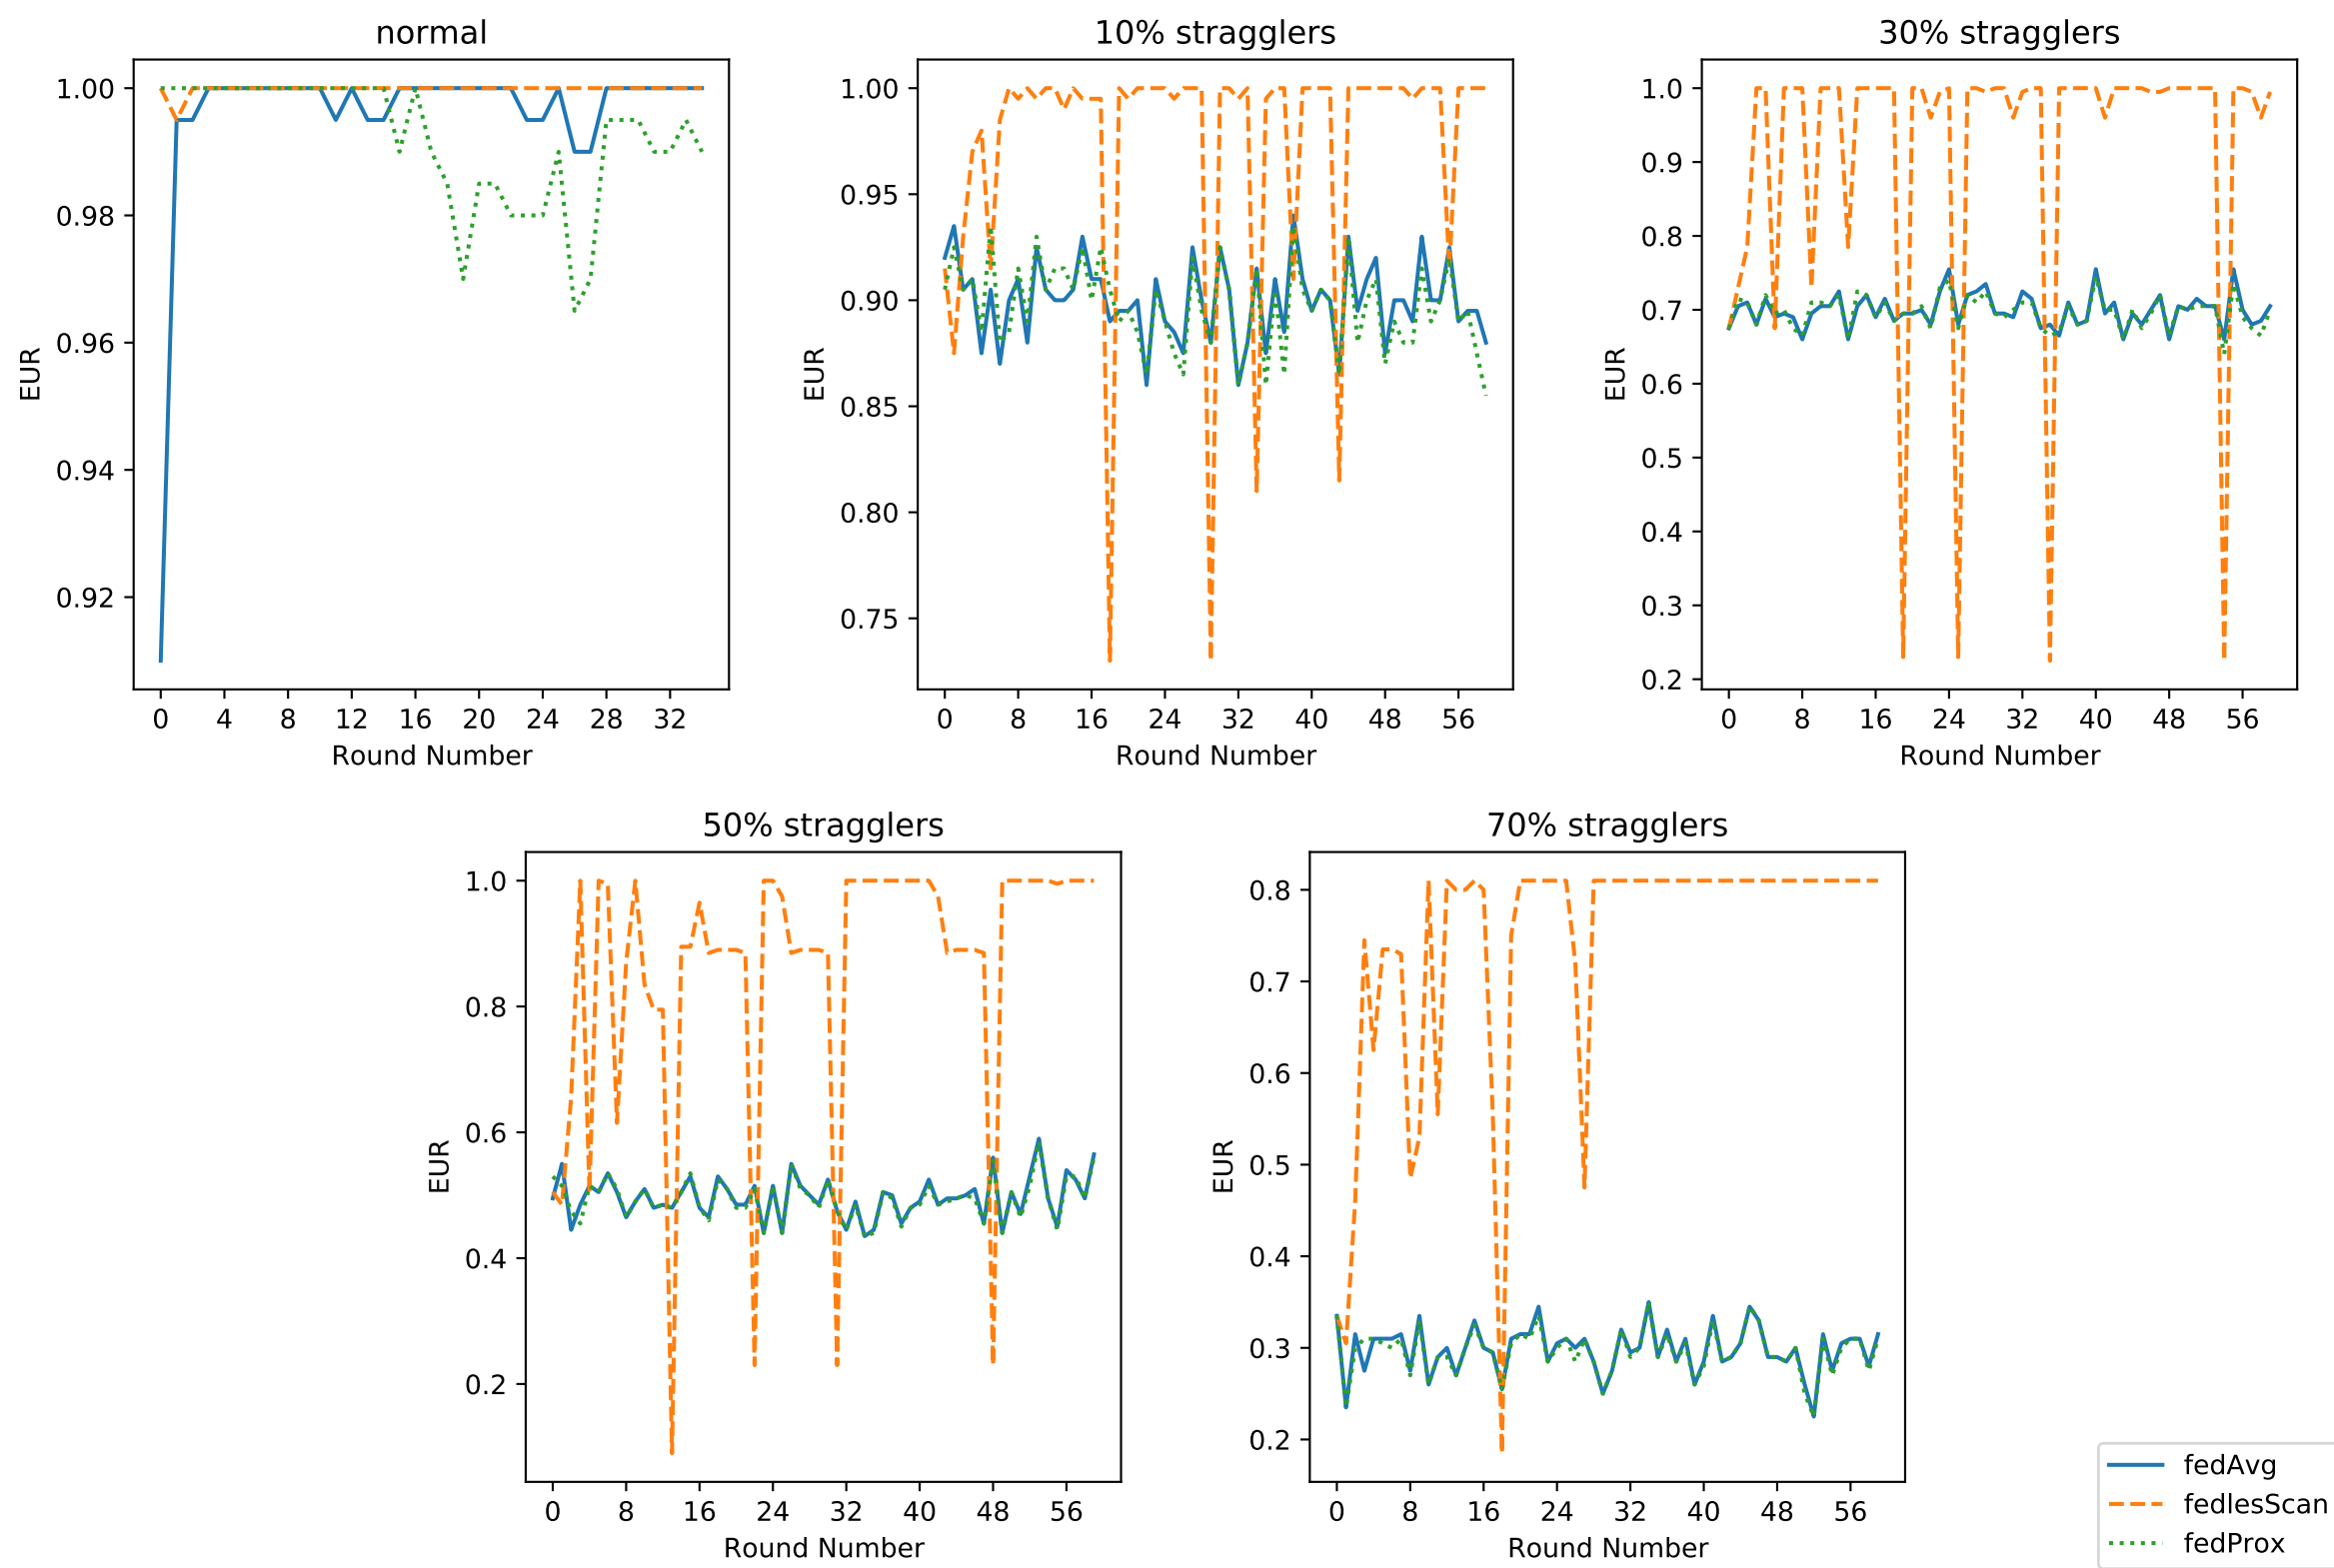 normal
1.00
0.98
0.96
0.94
0.92
EUR
0 4 8 12 16 20 24 28 32
Round Number
10% stragglers
1.00
0.95
0.90
0.85
0.80
0.75
EUR
0 8 16 24 32 40 48 56
Round Number
30% stragglers
1.0
0.9
0.8
0.7
0.6
0.5
0.4
0.3
0.2
EUR
0 8 16 24 32 40 48 56
Round Number
50% stragglers
1.0
0.8
0.6
0.4
0.2
EUR
0 8 16 24 32 40 48 56
Round Number
70% stragglers
0.8
0.7
0.6
0.5
0.4
0.3
0.2
EUR
0 8 16 24 32 40 48 56
Round Number
fedAvg
fedlesScan
fedProx